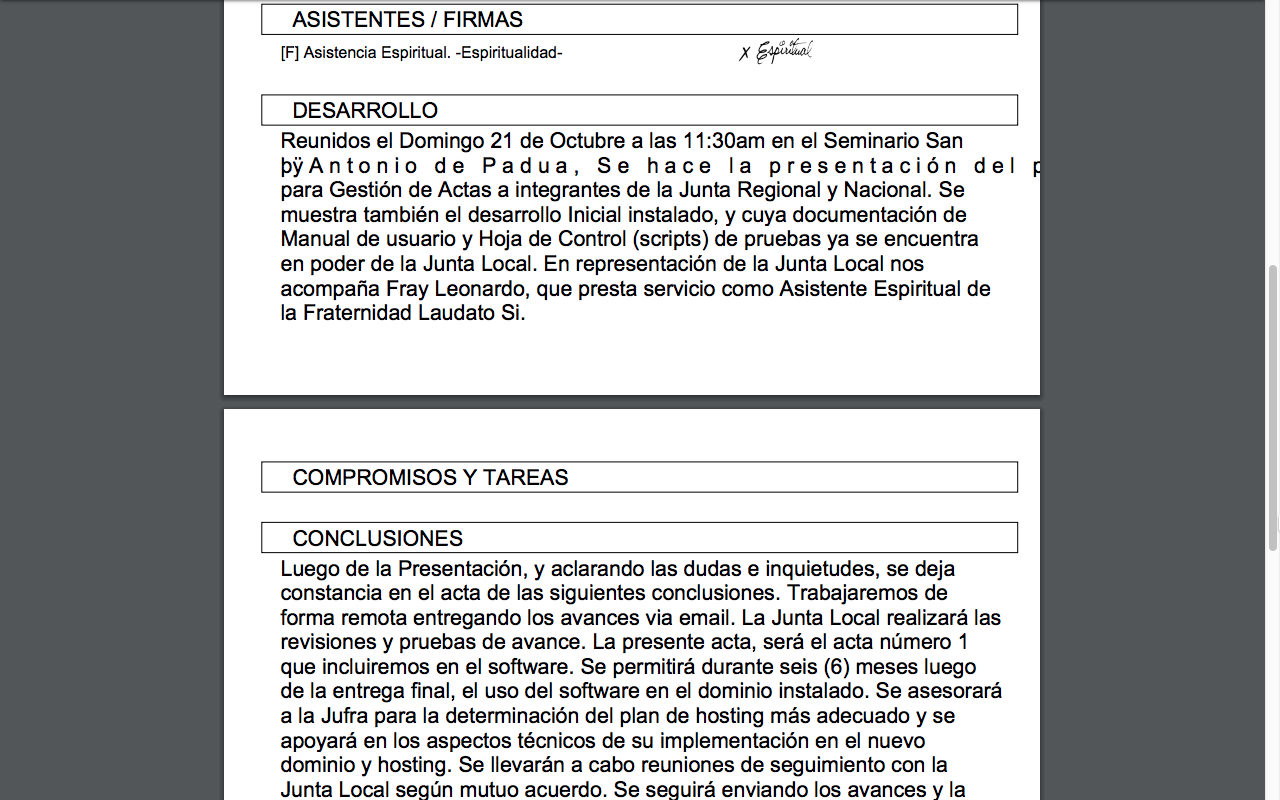 ASISTENTES / FIRMAS
[F] Asistencia Espiritual. -Espiritualidad- X Espiritual
DESARROLLO
Reunidos el Domingo 21 de Octubre a las 11:30am en el Seminario San
þÿAntonio de Padua, Se hace la presentación del p
para Gestión de Actas a integrantes de la Junta Regional y Nacional. Se
muestra también el desarrollo Inicial instalado, y cuya documentación de
Manual de usuario y Hoja de Control (scripts) de pruebas ya se encuentra
en poder de la Junta Local. En representación de la Junta Local nos
acompaña Fray Leonardo, que presta servicio como Asistente Espiritual de
la Fraternidad Laudato Si.
COMPROMISOS Y TAREAS
CONCLUSIONES
Luego de la Presentación, y aclarando las dudas e inquietudes, se deja
constancia en el acta de las siguientes conclusiones. Trabajaremos de
forma remota entregando los avances via email. La Junta Local realizará las
revisiones y pruebas de avance. La presente acta, será el acta número 1
que incluiremos en el software. Se permitirá durante seis (6) meses luego
de la entrega final, el uso del software en el dominio instalado. Se asesorará
a la Jufra para la determinación del plan de hosting más adecuado y se
apoyará en los aspectos técnicos de su implementación en el nuevo
dominio y hosting. Se llevarán a cabo reuniones de seguimiento con la
Junta Local según mutuo acuerdo. Se seguirá enviando los avances y la